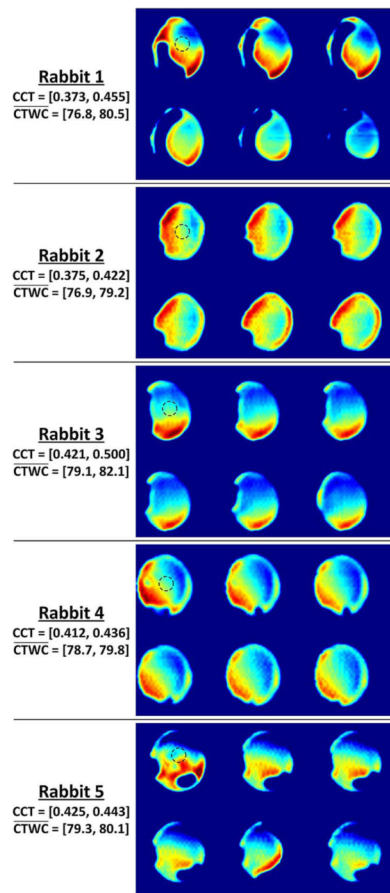 Rabbit 1
CCT = [0.373, 0.455]
CTWC = [76.8, 80.5]
Rabbit 2
CCT = [0.375, 0.422]
CTWC = [76.9, 79.2]
Rabbit 3
CCT = [0.421, 0.500]
CTWC = [79.1, 82.1]
Rabbit 4
CCT = [0.412, 0.436]
CTWC = [78.7, 79.8]
Rabbit 5
CCT = [0.425, 0.443]
CTWC = [79.3, 80.1]